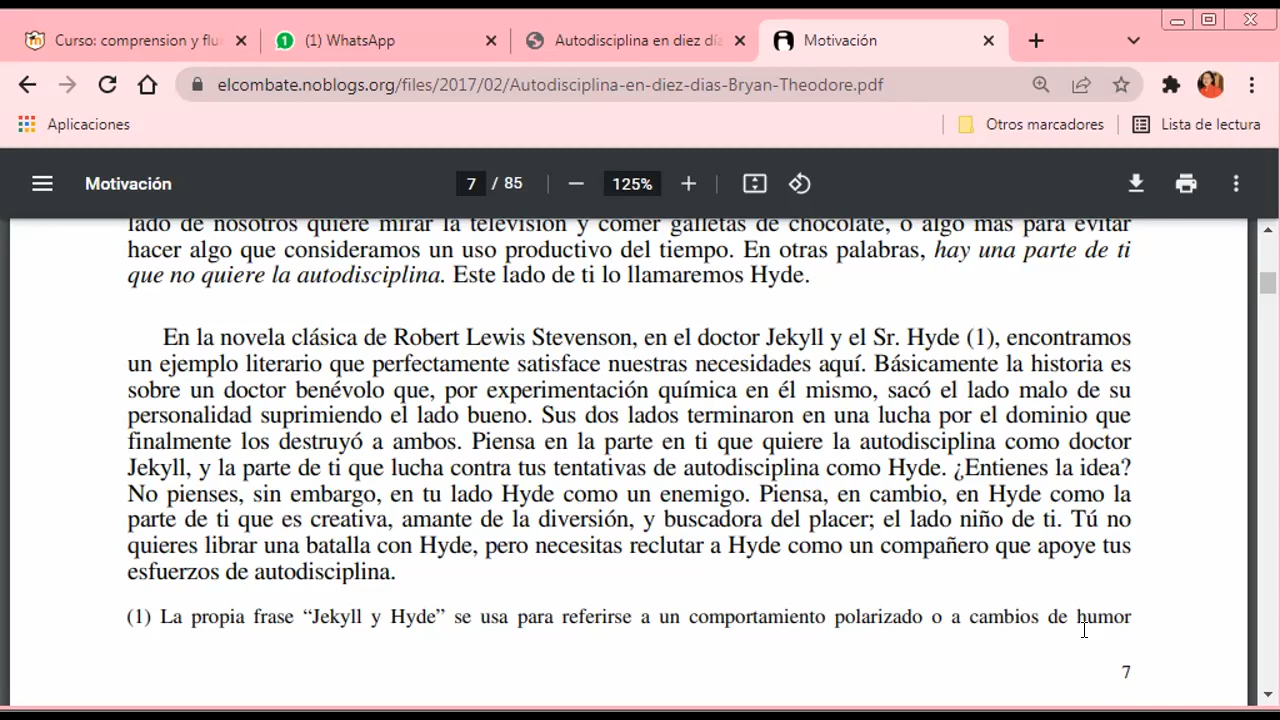 Curso: comprension y flu
(1) WhatsApp
Autodisciplina en diez día
Motivación
elcombate.noblogs.org/files/2017/02/Autodisciplina-en-diez-dias-Bryan-Theodore.pdf
Aplicaciones
Otros marcadores
Lista de lectura
Motivación
7 / 85
125%
lado de nosotros quiere mirar la televisión y comer galletas de chocolate, o algo más para evitar
hacer algo que consideramos un uso productivo del tiempo. En otras palabras, hay una parte de ti
que no quiere la autodisciplina. Este lado de ti lo llamaremos Hyde.
En la novela clásica de Robert Lewis Stevenson, en el doctor Jekyll y el Sr. Hyde (1), encontramos
un ejemplo literario que perfectamente satisface nuestras necesidades aquí. Básicamente la historia es
sobre un doctor benévolo que, por experimentación química en él mismo, sacó el lado malo de su
personalidad suprimiendo el lado bueno. Sus dos lados terminaron en una lucha por el dominio que
finalmente los destruyó a ambos. Piensa en la parte en ti que quiere la autodisciplina como doctor
Jekyll, y la parte de ti que lucha contra tus tentativas de autodisciplina como Hyde. ¿Entienes la idea?
No pienses, sin embargo, en tu lado Hyde como un enemigo. Piensa, en cambio, en Hyde como la
parte de ti que es creativa, amante de la diversión, y buscadora del placer; el lado niño de ti. Tú no
quieres librar una batalla con Hyde, pero necesitas reclutar a Hyde como un compañero que apoye tus
esfuerzos de autodisciplina.
(1) La propia frase “Jekyll y Hyde” se usa para referirse a un comportamiento polarizado o a cambios de humor
7